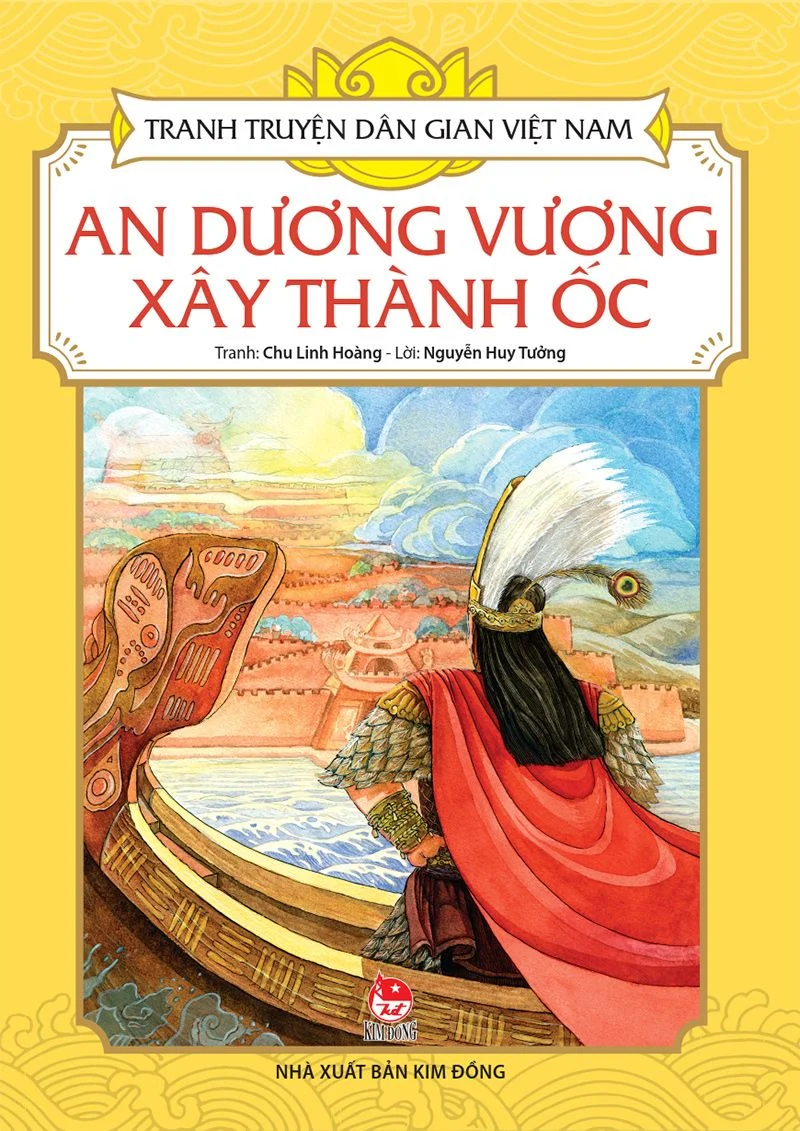 TRANH TRUYỆN DÂN GIAN VIỆT NAM
AN DƯƠNG VƯƠNG
XÂY THÀNH ỐC
Tranh: Chu Linh Hoàng - Lời: Nguyễn Huy Tưởng
KIM ĐỒNG
NHÀ XUẤT BẢN KIM ĐỒNG